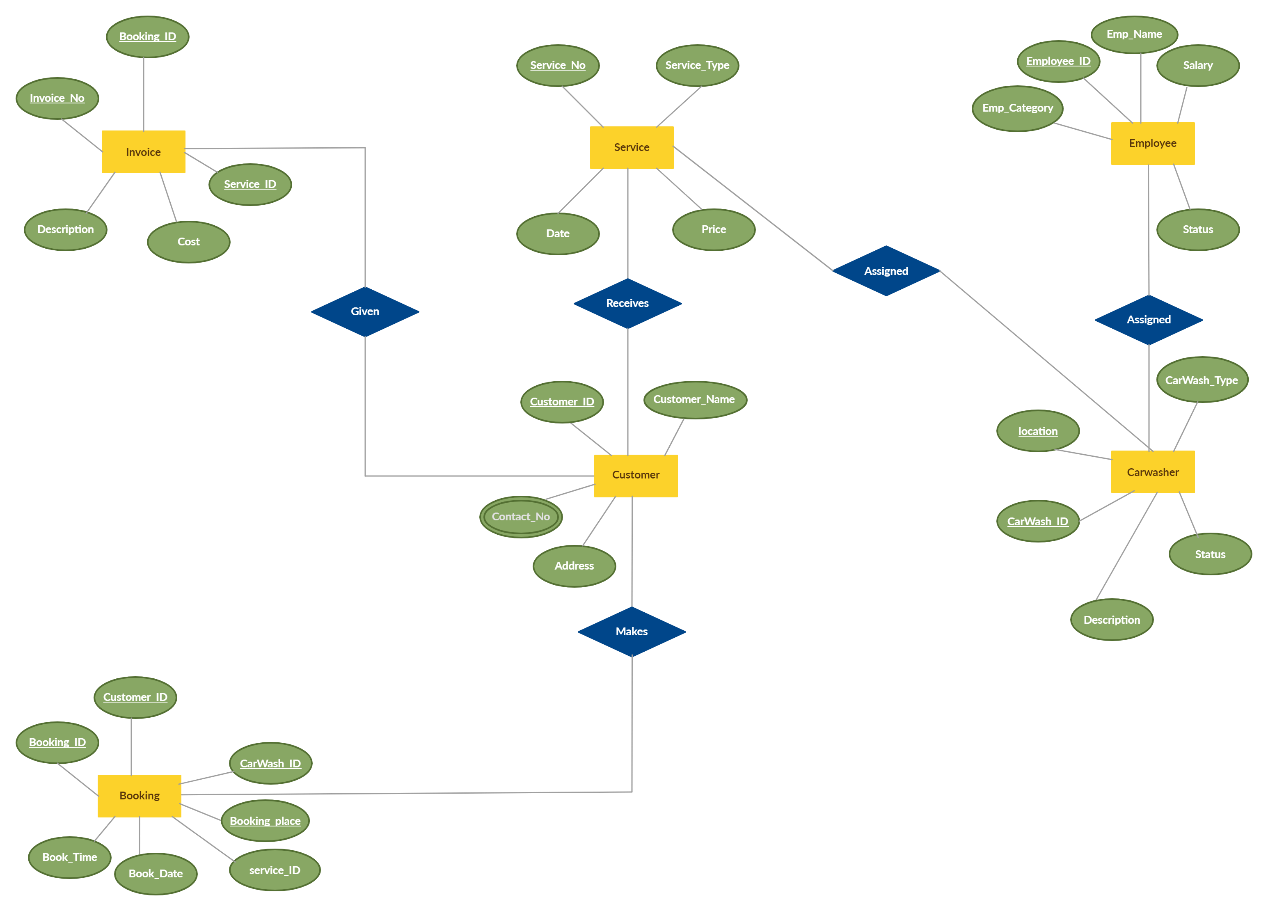 Booking_ID
Invoice_No
Invoice
Service_ID
Description
Cost
Service_No
Service_Type
Service
Date
Price
Emp_Name
Employee_ID
Salary
Emp_Category
Employee
Status
Assigned
Given
Receives
Assigned
CarWash_Type
Customer_ID
Customer_Name
location
Customer
Carwasher
Contact_No
CarWash_ID
Address
Status
Description
Makes
Customer_ID
Booking_ID
CarWash_ID
Booking
Booking_place
Book_Time
Book_Date
service_ID